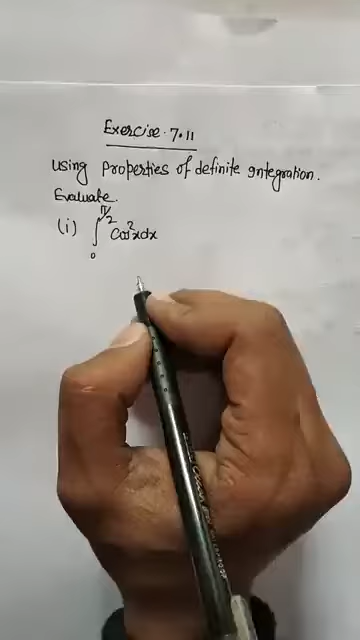 Exercise 7.11
using properties of definite integration.
Evaluate.
(i) ∫₀^π/2 Cos²x dx